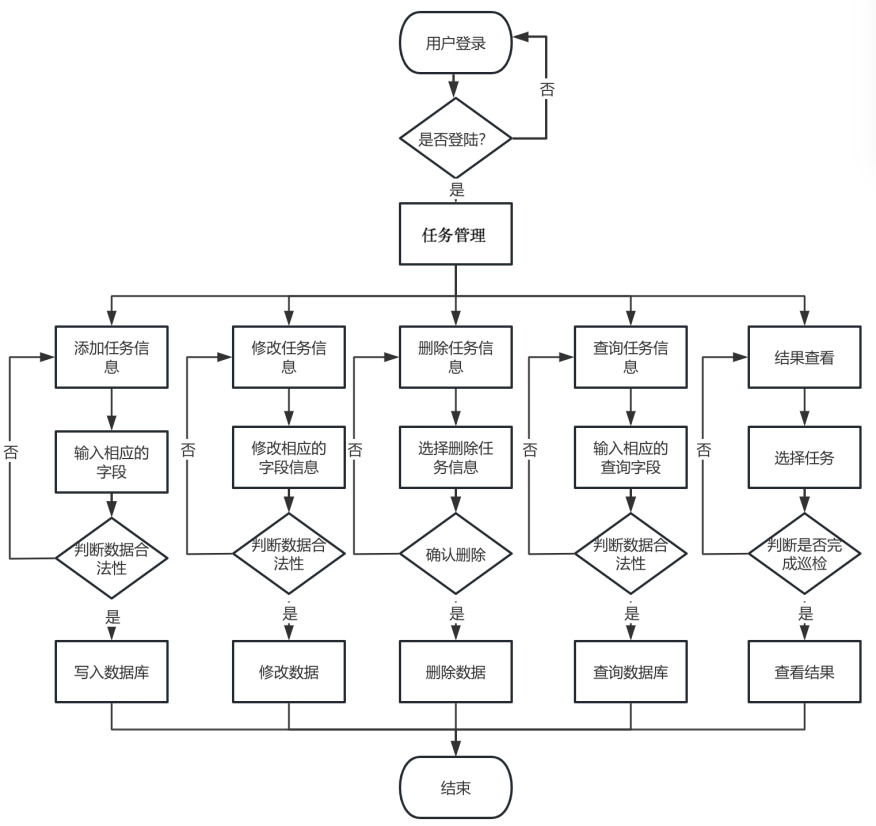 用户登录
否
是否登陆?
是
任务管理
添加任务信
息
修改任务信
息
删除任务信
息
查询任务信
息
结果查看
否
否
否
否
否
输入相应的
字段
修改相应的
字段信息
选择删除任
务信息
输入相应的
查询字段
选择任务
判断数据合
法性
判断数据合
法性
确认删除
判断数据合
法性
判断是否完
成巡检
是
是
是
是
是
写入数据库
修改数据
删除数据
查询数据库
查看结果
结束